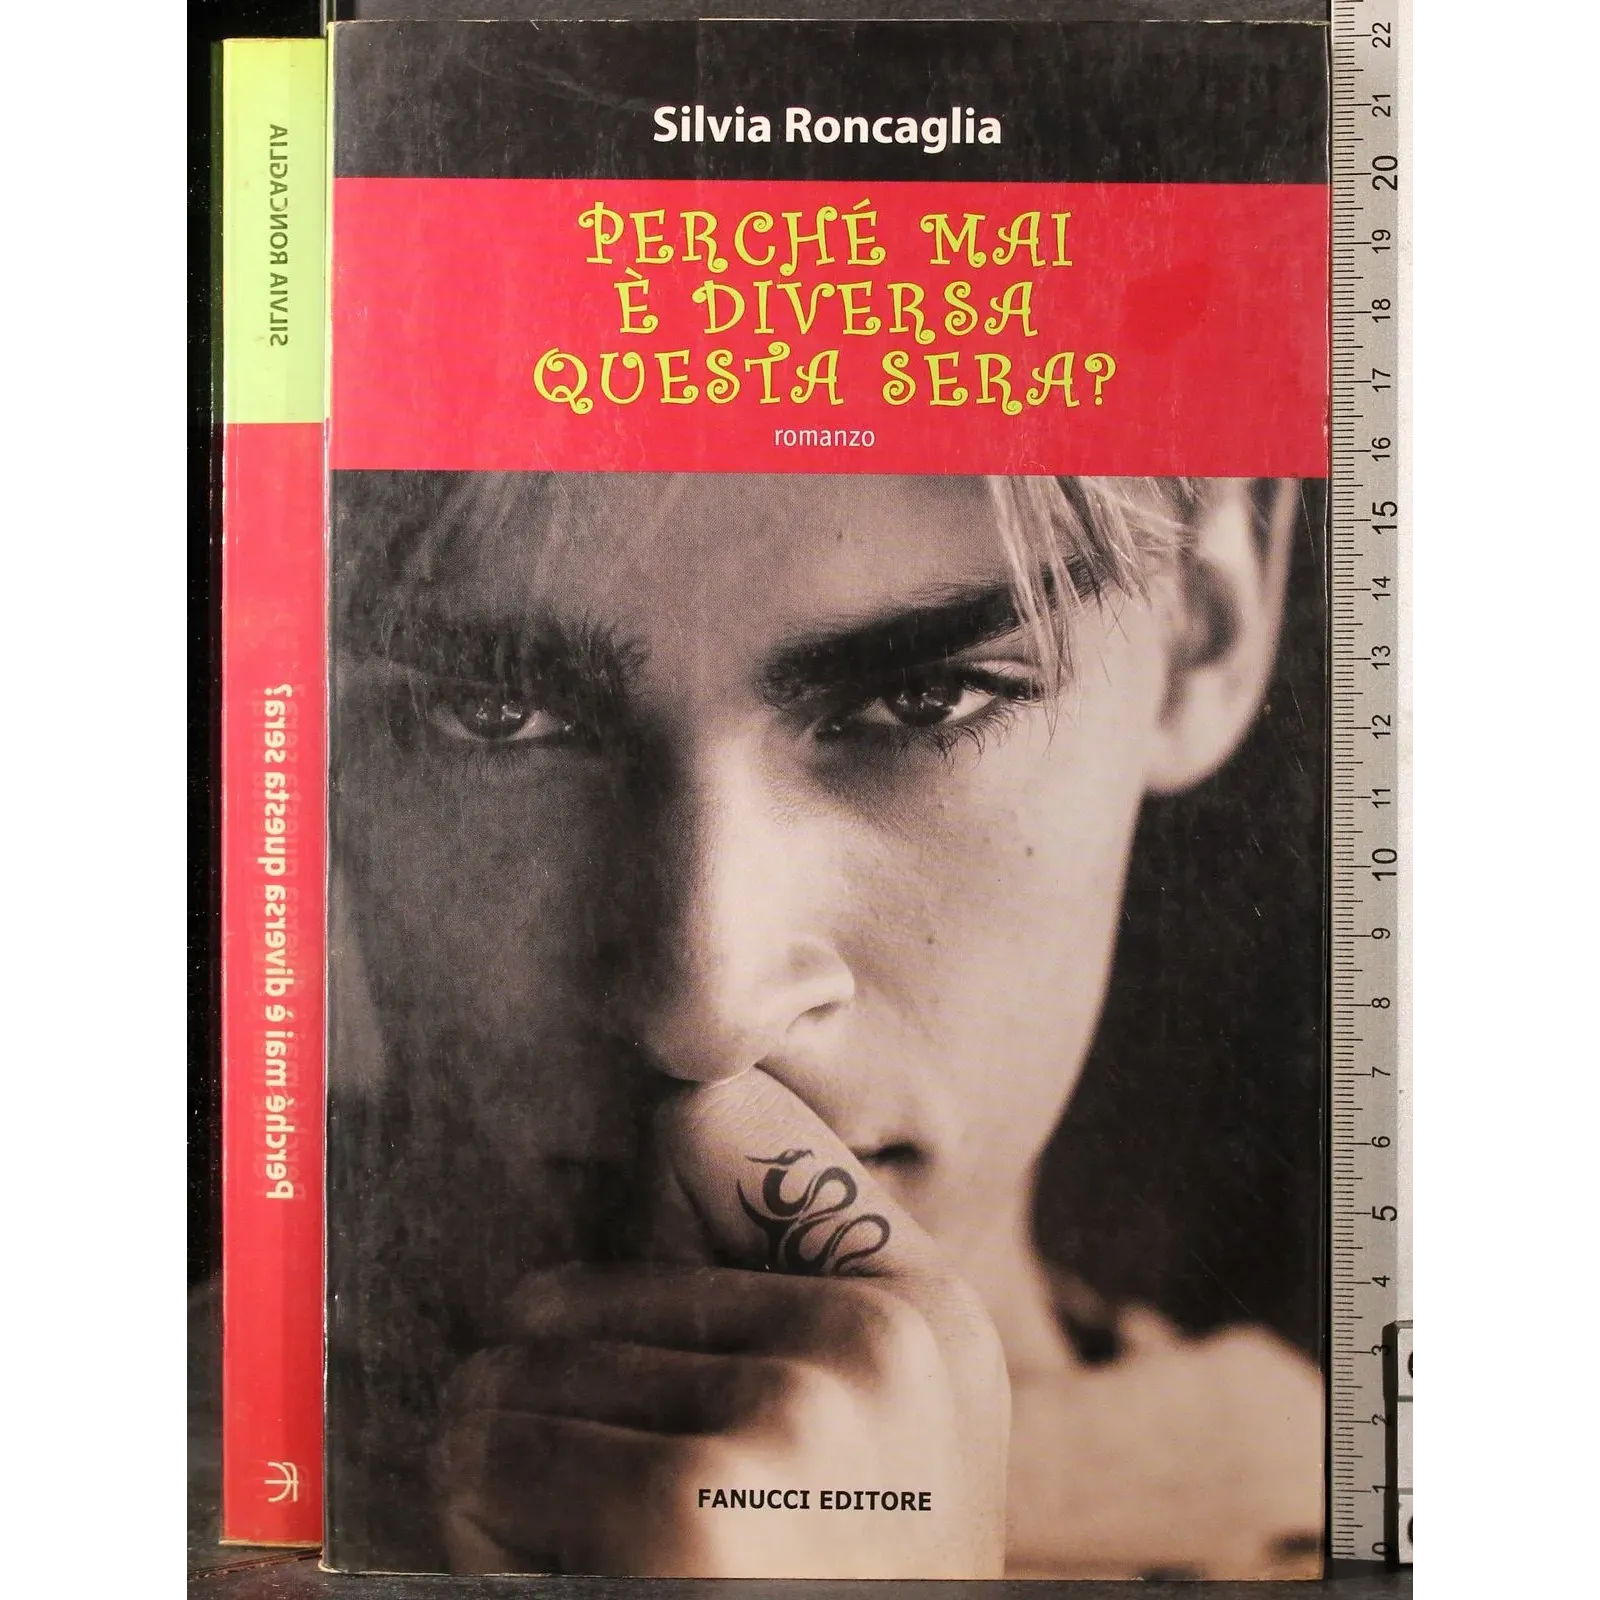 Silvia Roncaglia
PERCHÉ MAI
È DIVERSA
QUESTA SERA?
romanzo
FANUCCI EDITORE
SILVIA RONCAGLIA
Perchè mai é diversa questa sera?
22
21
20
19
18
17
16
15
14
13
12
11
10
9
8
7
6
5
4
3
2
1
0